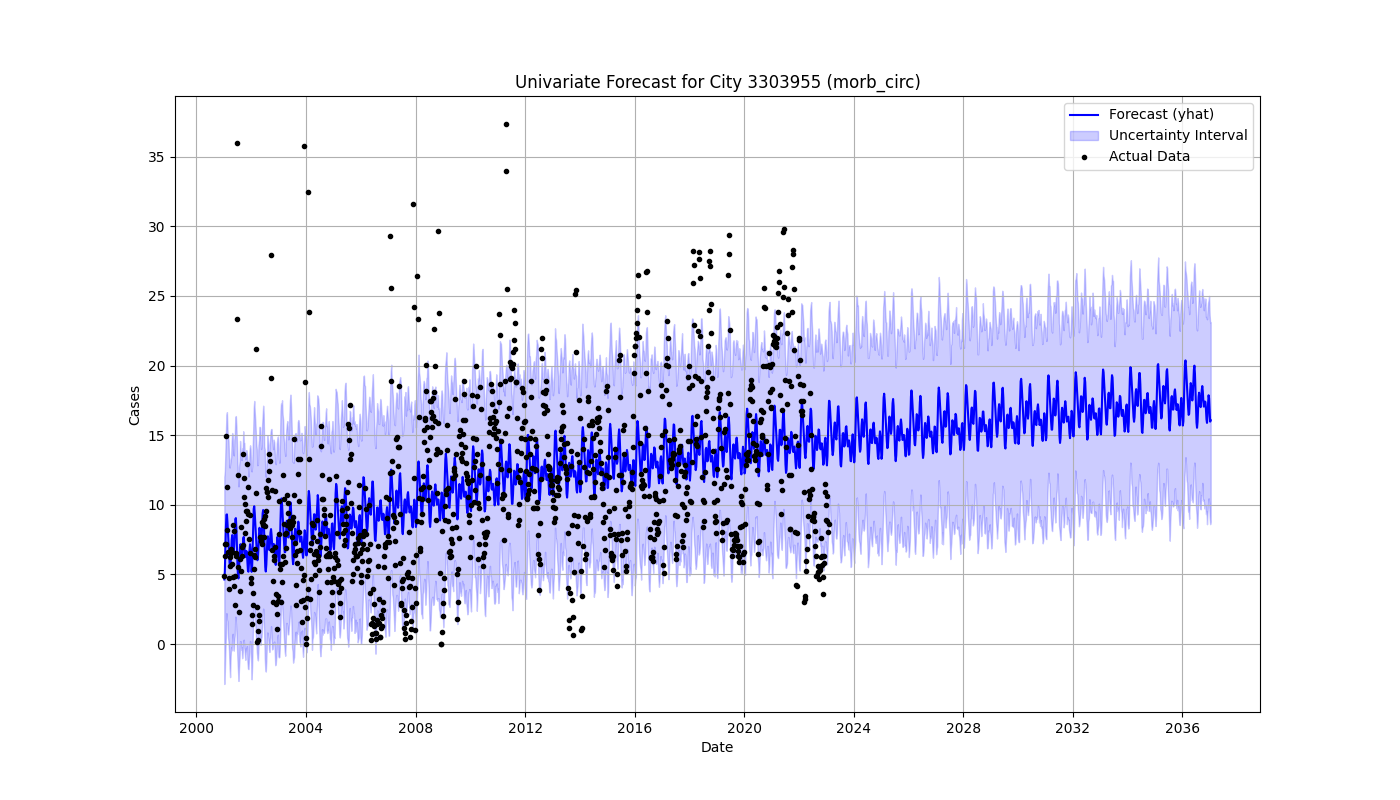 Univariate Forecast for City 3303955 (morb_circ)
Forecast (yhat)
Uncertainty Interval
Actual Data
35
30
25
20
15
10
5
0
Cases
2000 2004 2008 2012 2016 2020 2024 2028 2032 2036
Date